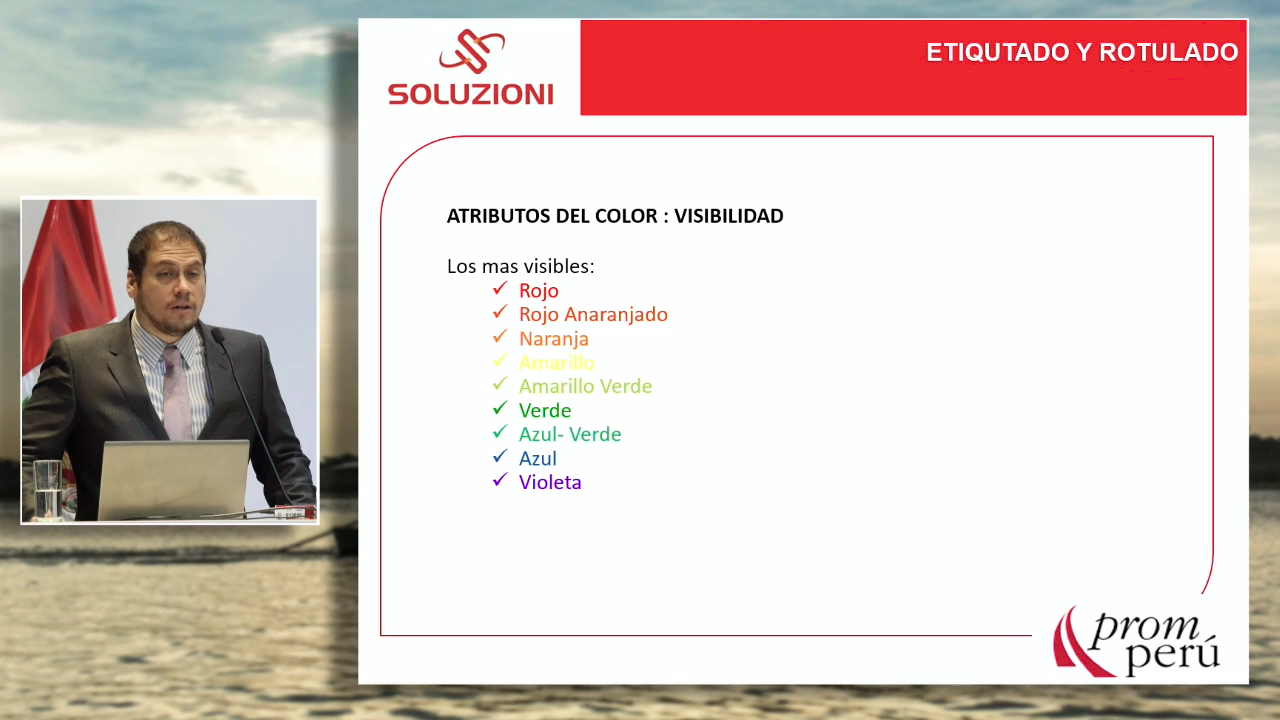 SOLUZIONI
ETIQUTADO Y ROTULADO
ATRIBUTOS DEL COLOR : VISIBILIDAD
Los mas visibles:
✓ Rojo
✓ Rojo Anaranjado
✓ Naranja
✓ Amarillo
✓ Amarillo Verde
✓ Verde
✓ Azul- Verde
✓ Azul
✓ Violeta
prom
perú